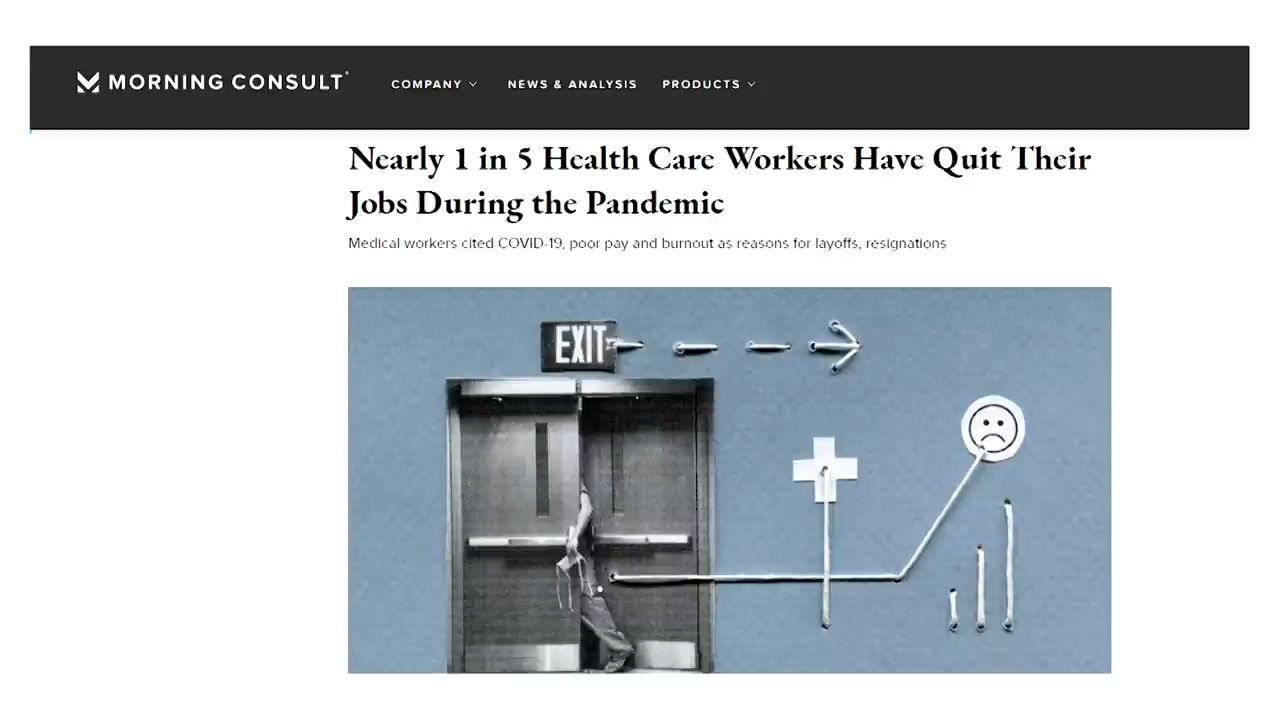 MORNING CONSULT COMPANY NEWS & ANALYSIS PRODUCTS
Nearly 1 in 5 Health Care Workers Have Quit Their
Jobs During the Pandemic
Medical workers cited COVID-19, poor pay and burnout as reasons for layoffs, resignations
EXIT